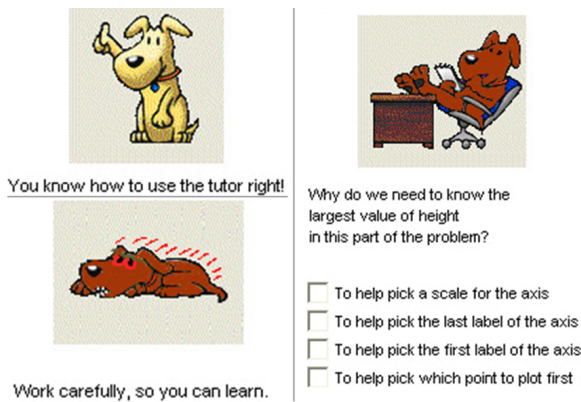 You know how to use the tutor right!
Work carefully, so you can learn.
Why do we need to know the
largest value of height
in this part of the problem?
To help pick a scale for the axis
To help pick the last label of the axis
To help pick the first label of the axis
To help pick which point to plot first